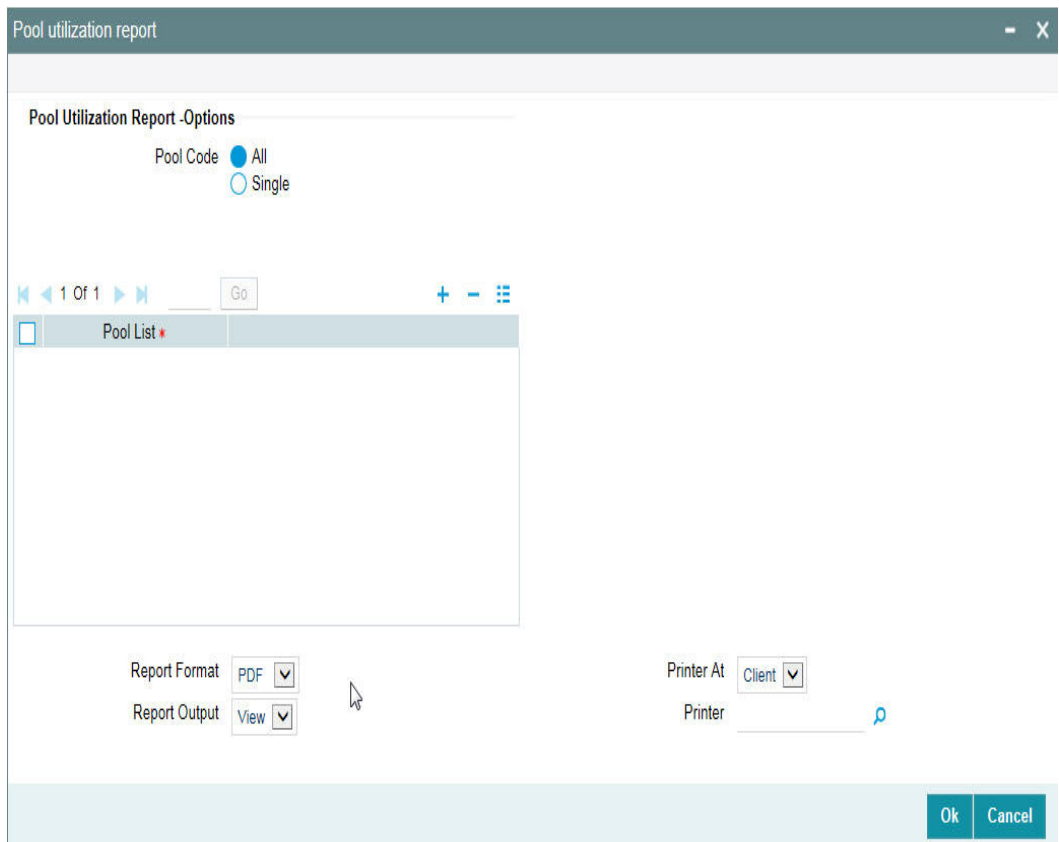 Pool utilization report
Pool Utilization Report -Options
Pool Code All
Single
1 Of 1 Go
Pool List *
Report Format PDF
Printer At Client
Report Output View
Printer
Ok Cancel